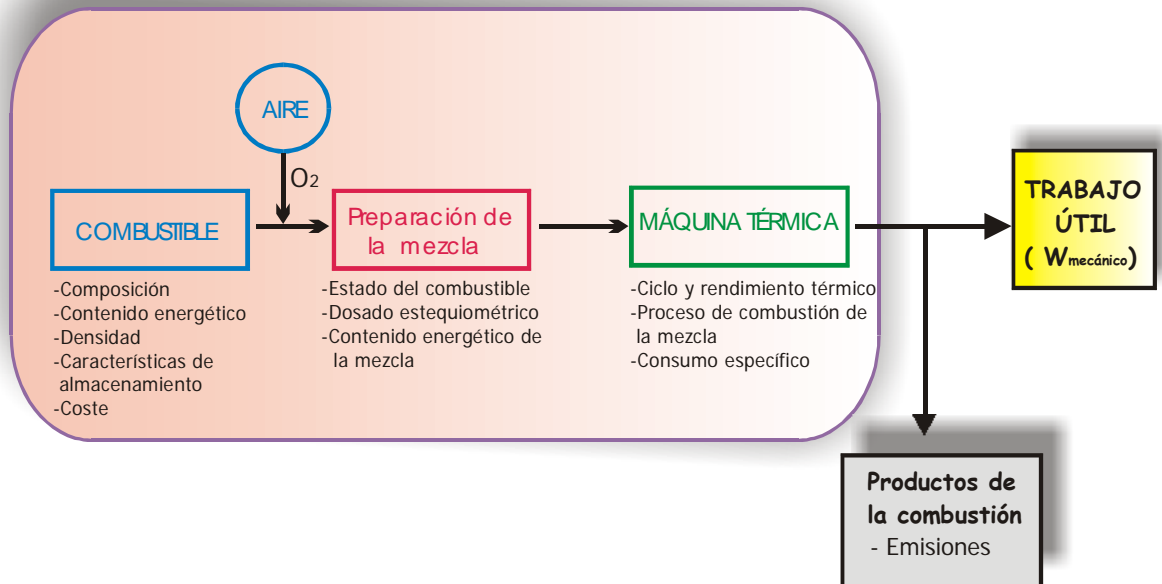 AIRE
O2
COMBUSTIBLE
-Composición
-Contenido energético
-Densidad
-Características de
almacenamiento
-Coste
Preparación de
la mezcla
-Estado del combustible
-Dosado estequiométrico
-Contenido energético de
la mezcla
MÁQUINA TÉRMICA
-Ciclo y rendimiento térmico
-Proceso de combustión de
la mezcla
-Consumo específico
TRABAJO
ÚTIL
( Wmecánico)
Productos de
la combustión
- Emisiones